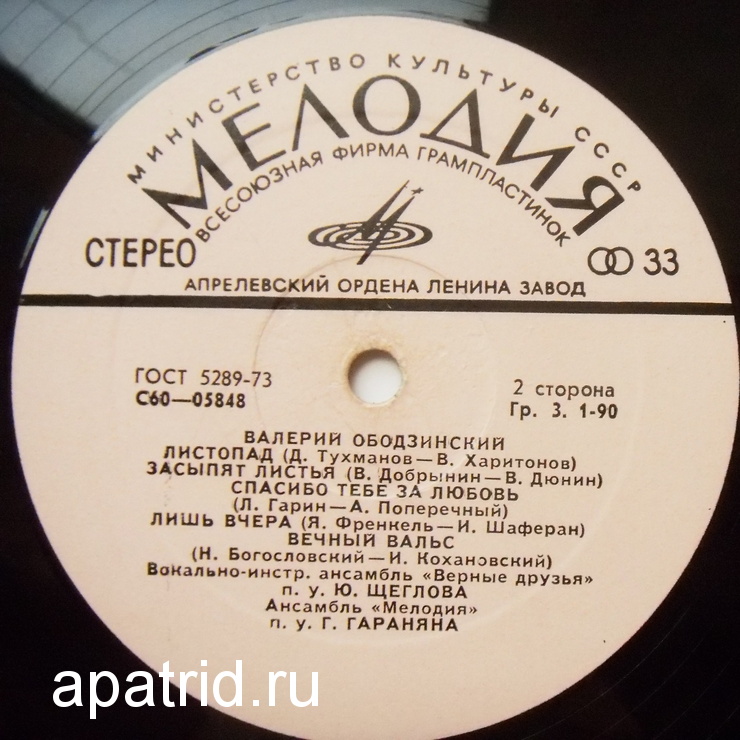 МИНИСТЕРСТВО КУЛЬТУРЫ СССР
МЕЛОДИЯ
ВСЕСОЮЗНАЯ ФИРМА ГРАМПЛАСТИНОК
СТЕРЕО 33
АПРЕЛЕВСКИЙ ОРДЕНА ЛЕНИНА ЗАВОД
ГОСТ 5289-73
С60—05848
2 сторона
Гр. 3. 1-90
ВАЛЕРИЙ ОБОДЗИНСКИЙ
ЛИСТОПАД (Д. Тухманов—В. Харитонов)
ЗАСЫПЯТ ЛИСТЬЯ (В. Добрынин—В. Дюнин)
СПАСИБО ТЕБЕ ЗА ЛЮБОВЬ
(Л. Гарин—А. Поперечный)
ЛИШЬ ВЧЕРА (Я. Френкель—И. Шаферан)
ВЕЧНЫЙ ВАЛЬС
(Н. Богословский—И. Кохановский)
Вокально-инстр. ансамбль «Верные друзья»
п. у. Ю. ЩЕГЛОВА
Ансамбль «Мелодия»
п. у. Г. ГАРАНЯНА
apatrid.ru